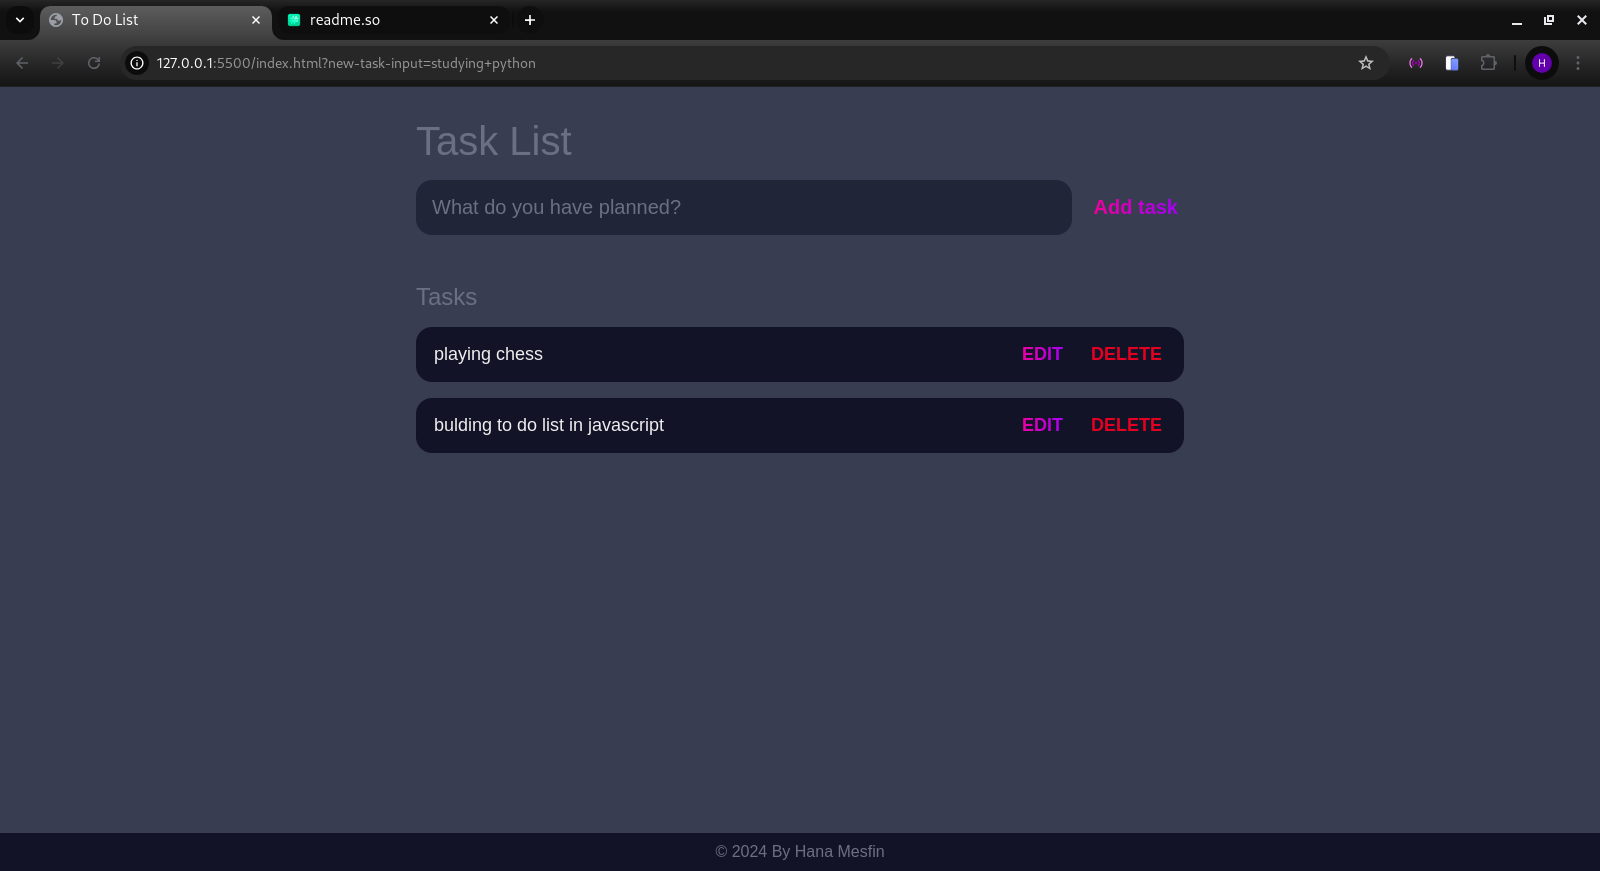 To Do List
readme.so
127.0.0.1:5500/index.html?new-task-input=studying+python
H
Task List
What do you have planned?
Add task
Tasks
playing chess EDIT DELETE
bulding to do list in javascript EDIT DELETE
© 2024 By Hana Mesfin